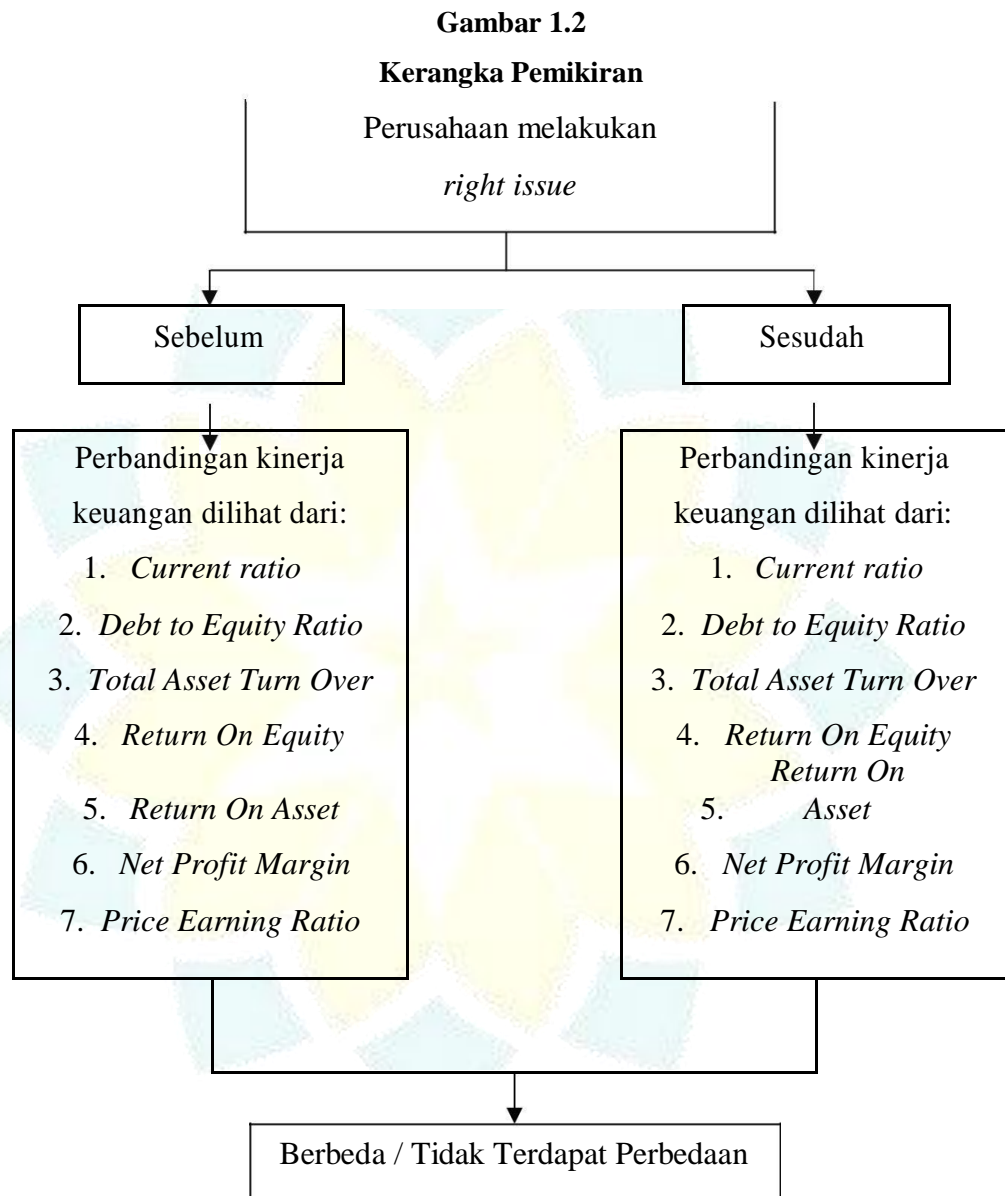 Gambar 1.2
Kerangka Pemikiran
Perusahaan melakukan
right issue
Sebelum
Sesudah
Perbandingan kinerja
keuangan dilihat dari:
1. Current ratio
2. Debt to Equity Ratio
3. Total Asset Turn Over
4. Return On Equity
5. Return On Asset
6. Net Profit Margin
7. Price Earning Ratio
Perbandingan kinerja
keuangan dilihat dari:
1. Current ratio
2. Debt to Equity Ratio
3. Total Asset Turn Over
4. Return On Equity
Return On
5. Asset
6. Net Profit Margin
7. Price Earning Ratio
Berbeda / Tidak Terdapat Perbedaan